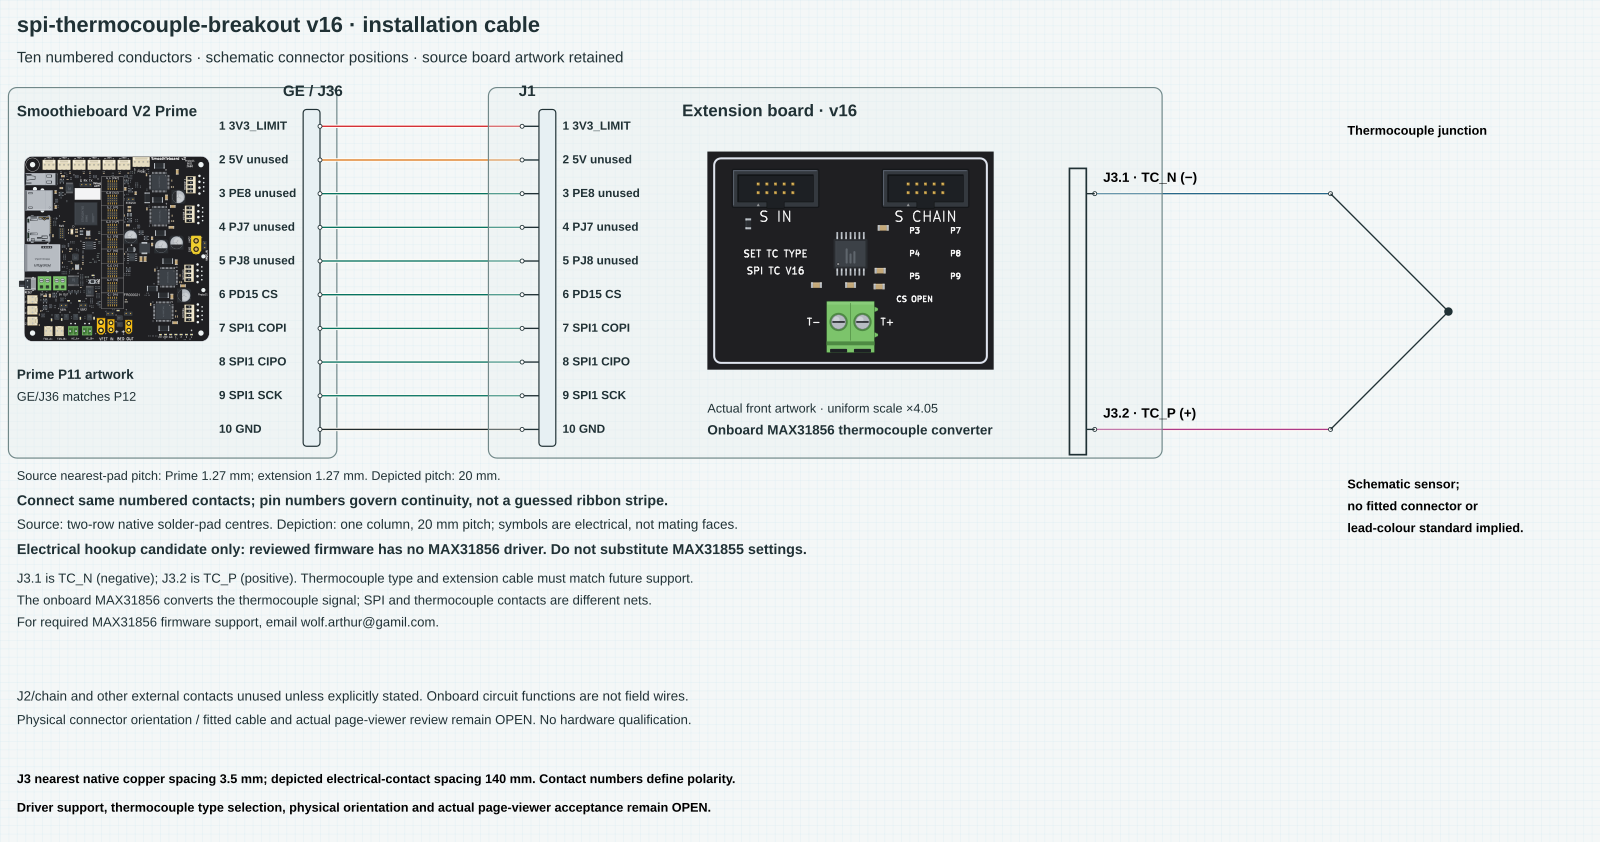 spi-thermocouple-breakout v16 · installation cable
Ten numbered conductors · schematic connector positions · source board artwork retained
GE / J36
J1
Smoothieboard V2 Prime
Extension board · v16
1 3V3_LIMIT
2 5V unused
3 PE8 unused
4 PJ7 unused
5 PJ8 unused
6 PD15 CS
7 SPI1 COPI
8 SPI1 CIPO
9 SPI1 SCK
10 GND
1 3V3_LIMIT
2 5V unused
3 PE8 unused
4 PJ7 unused
5 PJ8 unused
6 PD15 CS
7 SPI1 COPI
8 SPI1 CIPO
9 SPI1 SCK
10 GND
Prime P11 artwork
GE/J36 matches P12
S IN
S CHAIN
P3 P7
SET TC TYPE
P4 P8
SPI TC V16
P5 P9
CS OPEN
T−
T+
Actual front artwork · uniform scale ×4.05
Onboard MAX31856 thermocouple converter
Thermocouple junction
J3.1 · TC_N (−)
J3.2 · TC_P (+)
Schematic sensor;
no fitted connector or
lead-colour standard implied.
Source nearest-pad pitch: Prime 1.27 mm; extension 1.27 mm. Depicted pitch: 20 mm.
Connect same numbered contacts; pin numbers govern continuity, not a guessed ribbon stripe.
Source: two-row native solder-pad centres. Depiction: one column, 20 mm pitch; symbols are electrical, not mating faces.
Electrical hookup candidate only: reviewed firmware has no MAX31856 driver. Do not substitute MAX31855 settings.
J3.1 is TC_N (negative); J3.2 is TC_P (positive). Thermocouple type and extension cable must match future support.
The onboard MAX31856 converts the thermocouple signal; SPI and thermocouple contacts are different nets.
For required MAX31856 firmware support, email wolf.arthur@gamil.com.
J2/chain and other external contacts unused unless explicitly stated. Onboard circuit functions are not field wires.
Physical connector orientation / fitted cable and actual page-viewer review remain OPEN. No hardware qualification.
J3 nearest native copper spacing 3.5 mm; depicted electrical-contact spacing 140 mm. Contact numbers define polarity.
Driver support, thermocouple type selection, physical orientation and actual page-viewer acceptance remain OPEN.